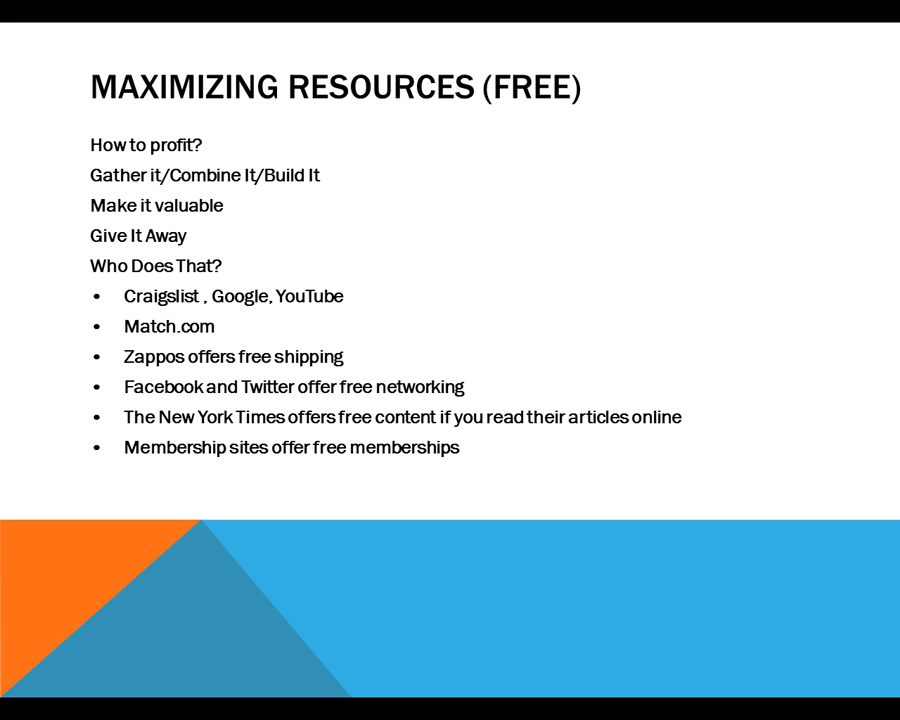 MAXIMIZING RESOURCES (FREE)
How to profit?
Gather it/Combine It/Build It
Make it valuable
Give It Away
Who Does That?
• Craigslist , Google, YouTube
• Match.com
• Zappos offers free shipping
• Facebook and Twitter offer free networking
• The New York Times offers free content if you read their articles online
• Membership sites offer free memberships